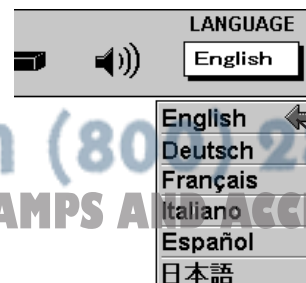 LANGUAGE
English
English
Deutsch
Français
Italiano
Español
日本語